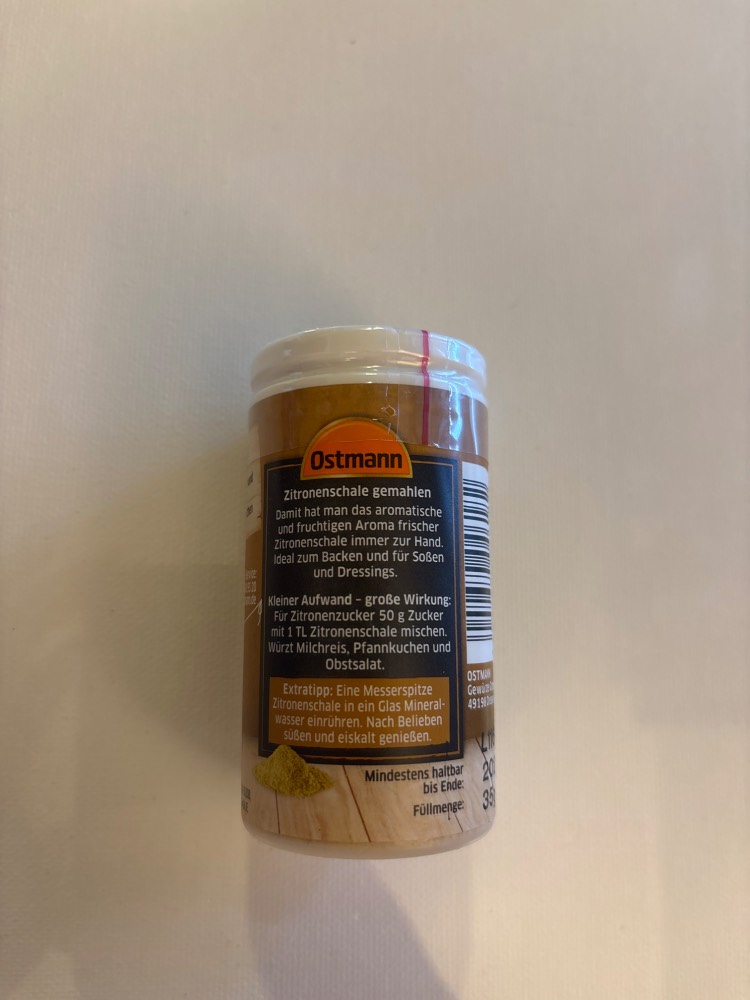 Ostmann
Zitronenschale gemahlen
Damit hat man das aromatische
und fruchtigen Aroma frischer
Zitronenschale immer zur Hand.
Ideal zum Backen und für Soßen
und Dressings.
Kleiner Aufwand – große Wirkung:
Für Zitronenzucker 50 g Zucker
mit 1 TL Zitronenschale mischen.
Würzt Milchreis, Pfannkuchen und
Obstsalat.
Extratipp: Eine Messerspitze
Zitronenschale in ein Glas Mineral-
wasser einrühren. Nach Belieben
süßen und eiskalt genießen.
OSTMANN
Mindestens haltbar
bis Ende:
Füllmenge: